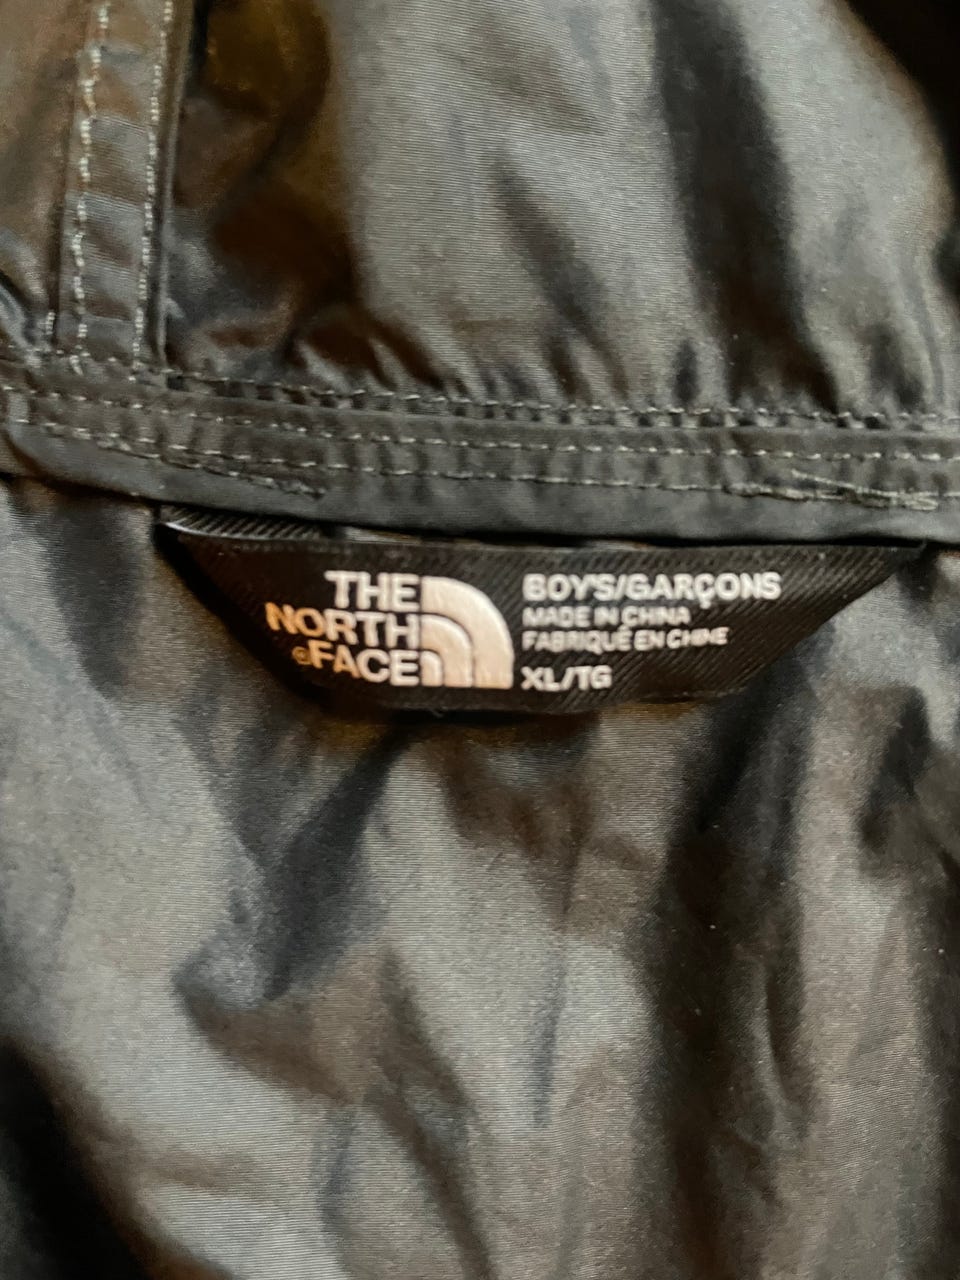 THE
NORTH
FACE
BOY'S/GARÇONS
MADE IN CHINA
FABRIQUÉ EN CHINE
XL/TG